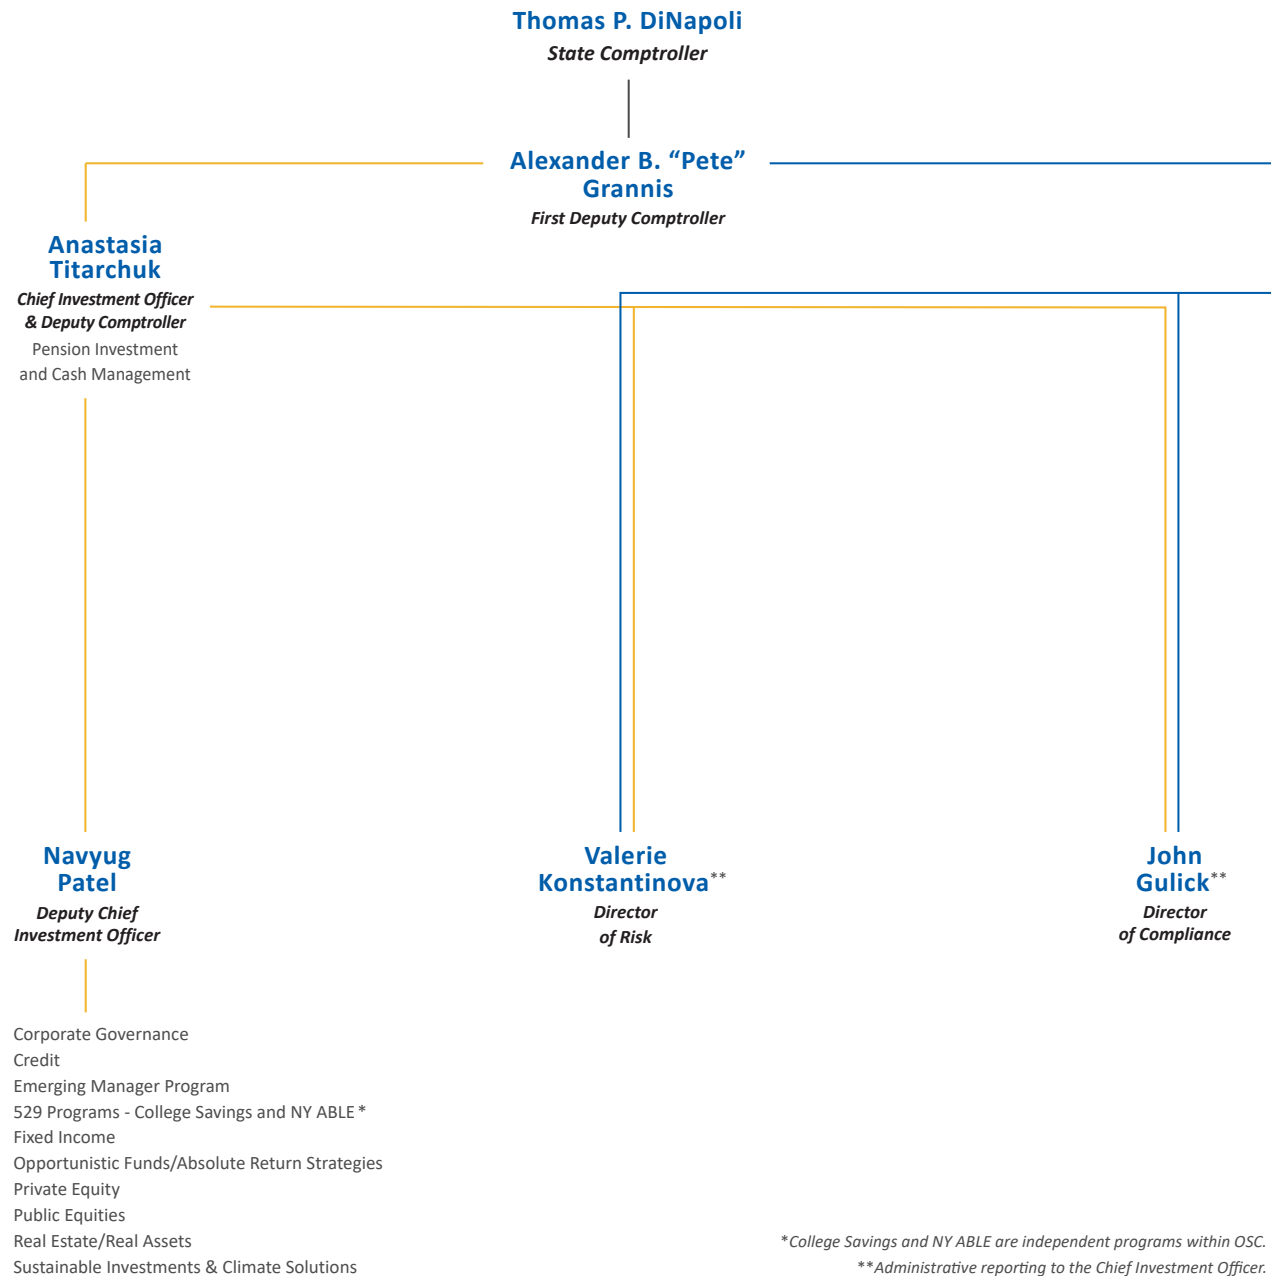 Thomas P. DiNapoli
State Comptroller
Alexander B. “Pete”
Grannis
First Deputy Comptroller
Anastasia
Titarchuk
Chief Investment Officer
& Deputy Comptroller
Pension Investment
and Cash Management
Navyug
Patel
Deputy Chief
Investment Officer
Valerie
Konstantinova**
Director
of Risk
John
Gulick**
Director
of Compliance
Corporate Governance
Credit
Emerging Manager Program
529 Programs - College Savings and NY ABLE*
Fixed Income
Opportunistic Funds/Absolute Return Strategies
Private Equity
Public Equities
Real Estate/Real Assets
Sustainable Investments & Climate Solutions
*College Savings and NY ABLE are independent programs within OSC.
**Administrative reporting to the Chief Investment Officer.